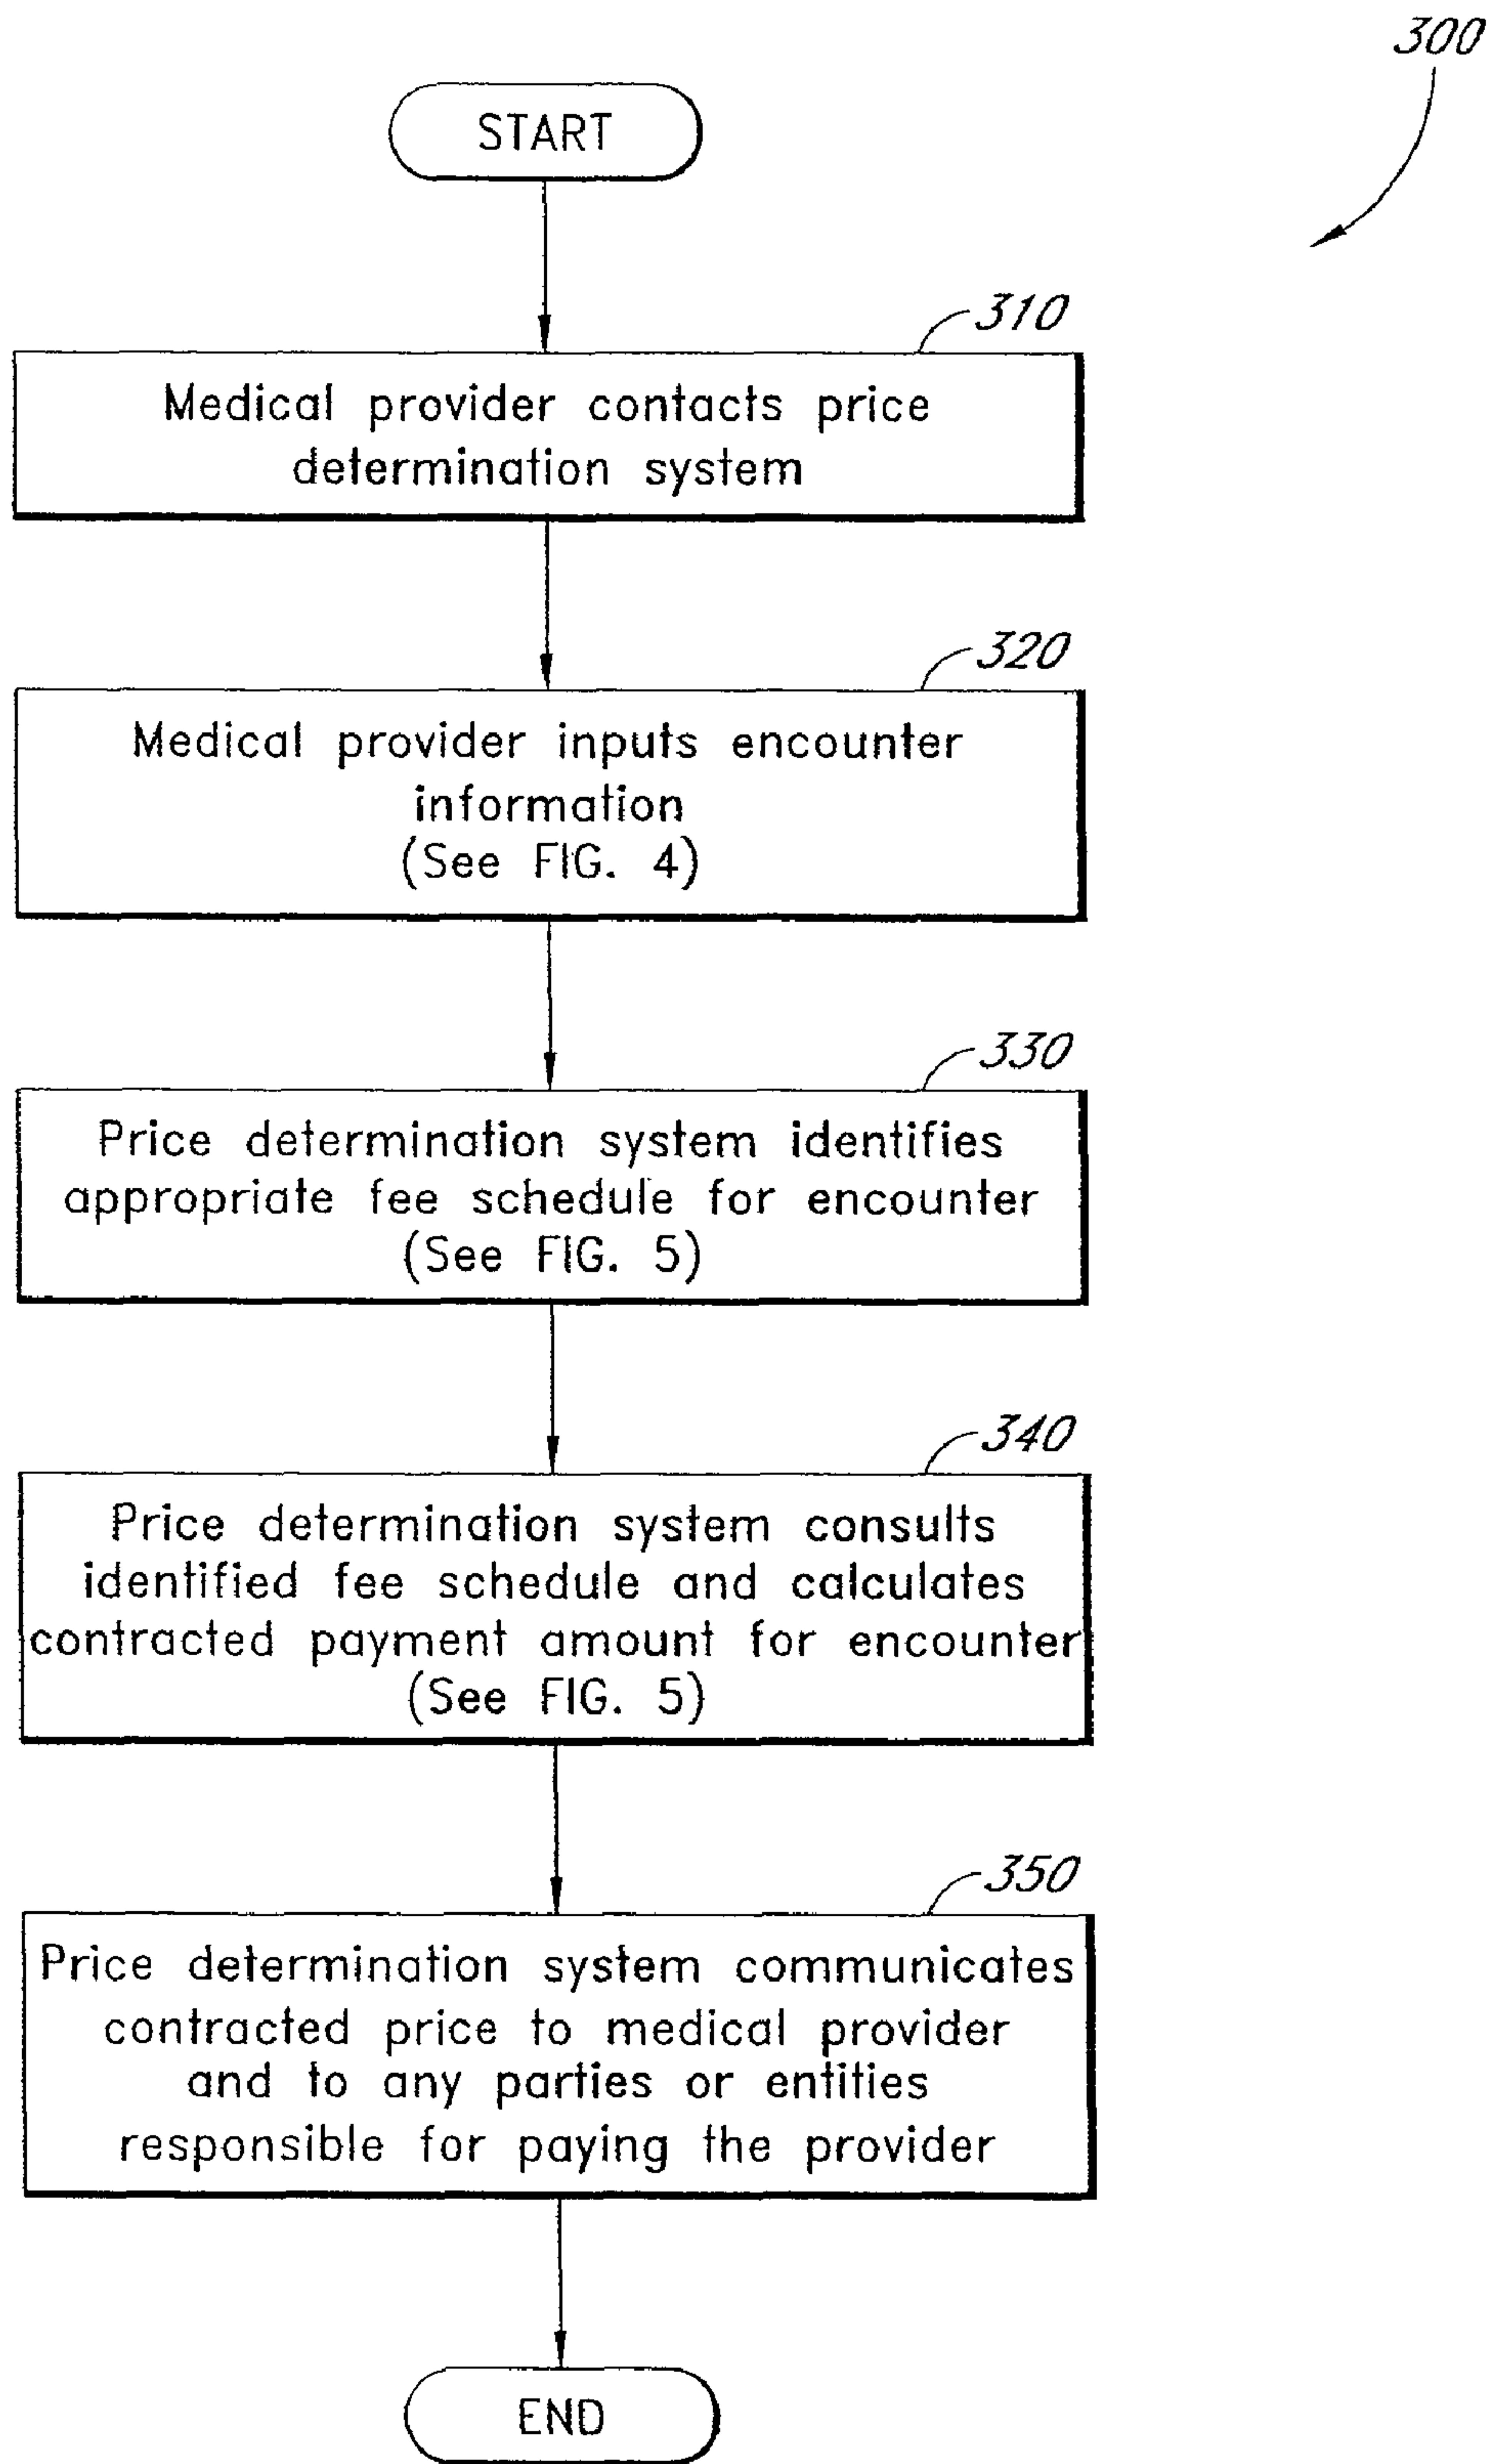 300
START
310
Medical provider contacts price
determination system
320
Medical provider inputs encounter
information
(See FIG. 4)
330
Price determination system identifies
appropriate fee schedule for encounter
(See FIG. 5)
340
Price determination system consults
identified fee schedule and calculates
contracted payment amount for encounter
(See FIG. 5)
350
Price determination system communicates
contracted price to medical provider
and to any parties or entities
responsible for paying the provider
END